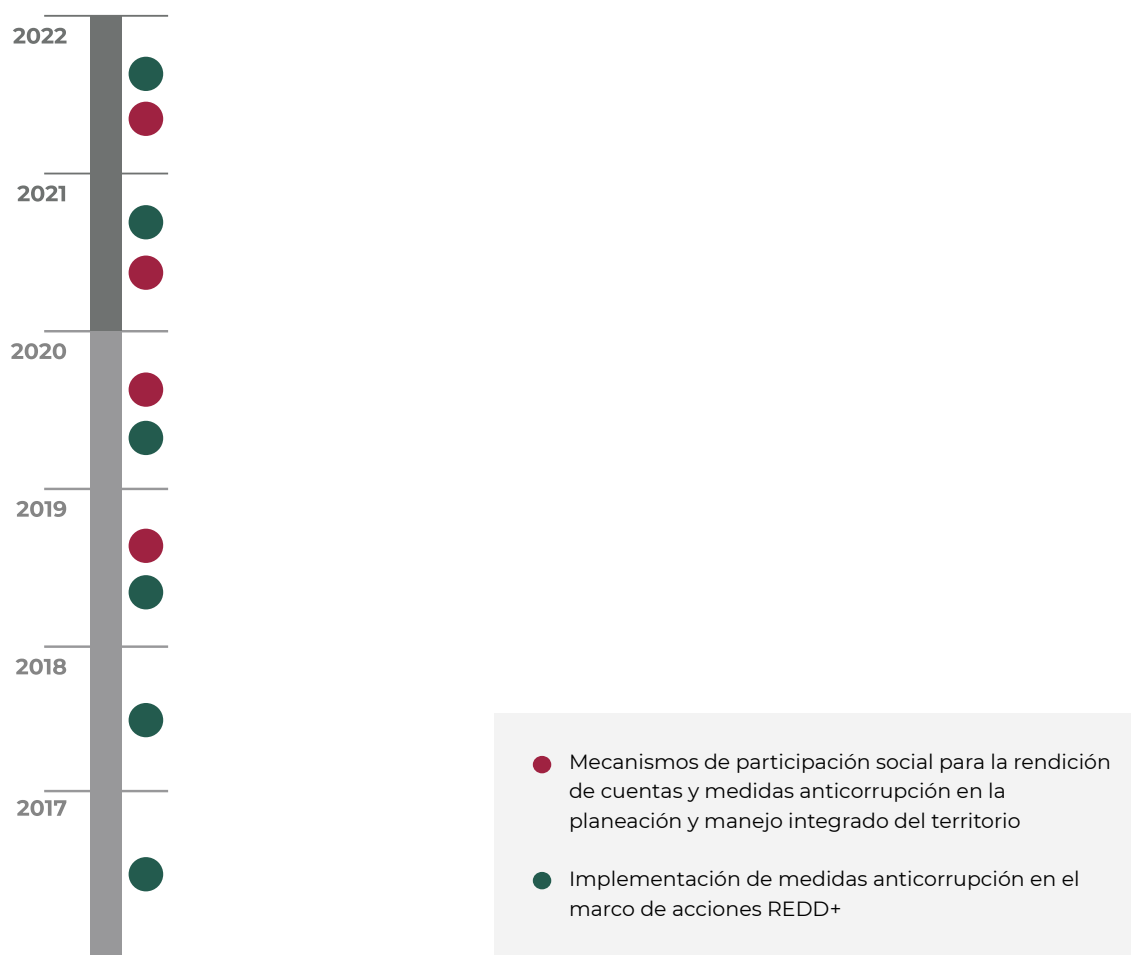 2022
2021
2020
2019
2018
2017
Mecanismos de participación social para la rendición
de cuentas y medidas anticorrupción en la
planeación y manejo integrado del territorio
Implementación de medidas anticorrupción en el
marco de acciones REDD+